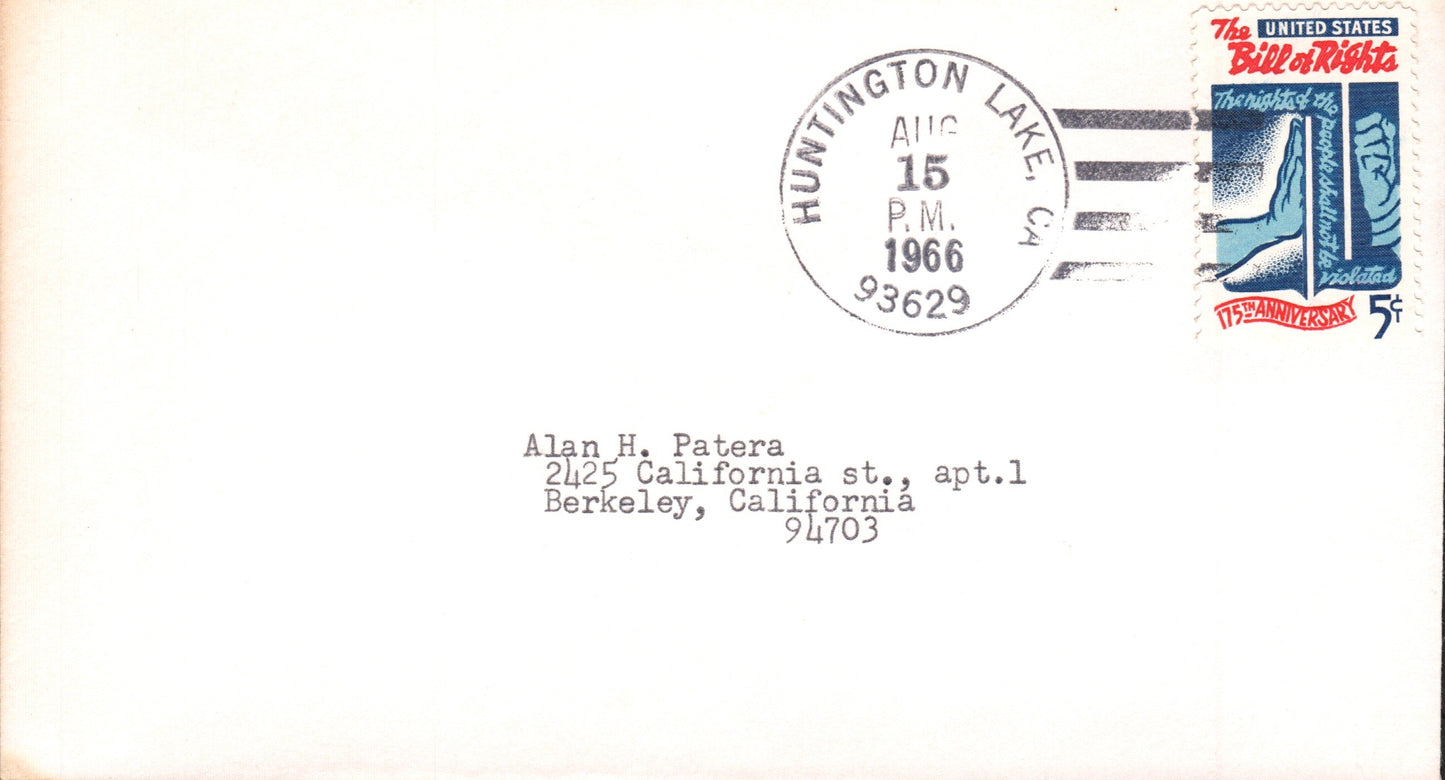 The UNITED STATES
Bill of Rights
The rights of the people shall not be violated
175TH ANNIVERSARY 5¢
HUNTINGTON LAKE, CA
AUG
15
P.M.
1966
93629
Alan H. Patera
2425 California st., apt.1
Berkeley, California
94703